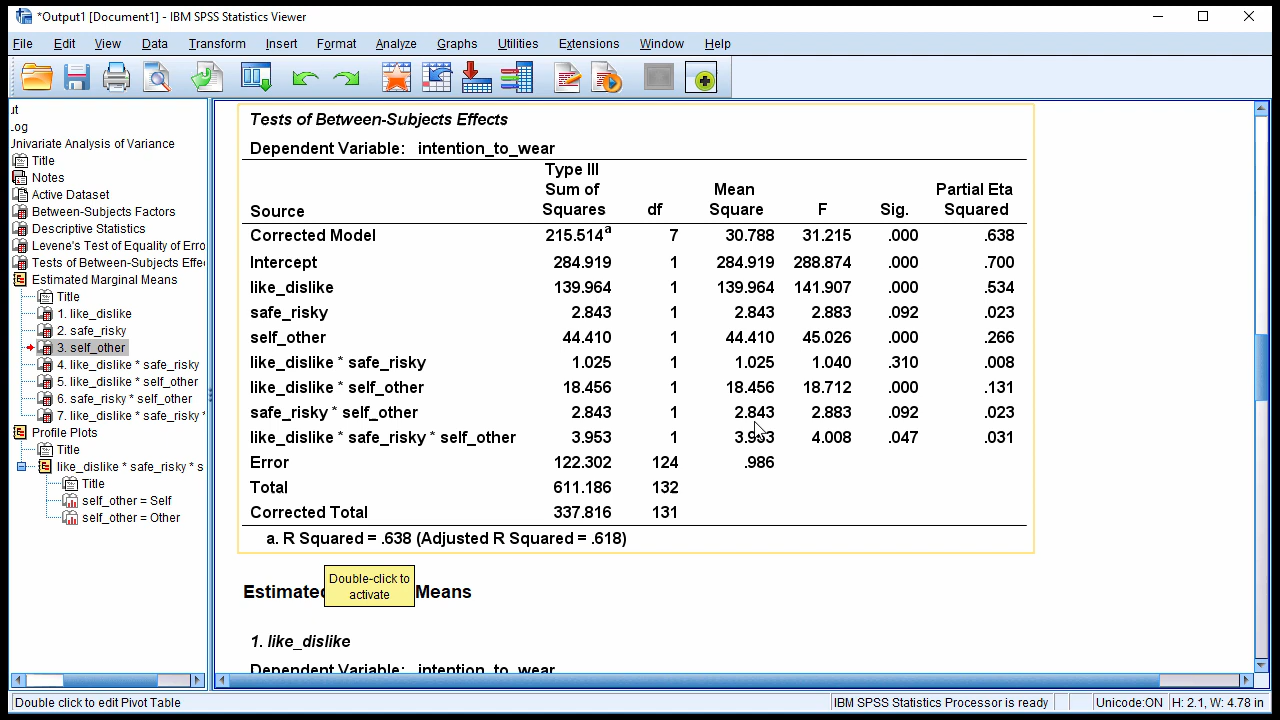 *Output1 [Document1] - IBM SPSS Statistics Viewer
File Edit View Data Transform Insert Format Analyze Graphs Utilities Extensions Window Help
ut
Log
Univariate Analysis of Variance
Title
Notes
Active Dataset
Between-Subjects Factors
Descriptive Statistics
Levene's Test of Equality of Erro
Tests of Between-Subjects Effe
Estimated Marginal Means
Title
1. like_dislike
2. safe_risky
3. self_other
4. like_dislike * safe_risky
5. like_dislike * self_other
6. safe_risky * self_other
7. like_dislike * safe_risky *
Profile Plots
Title
like_dislike * safe_risky * s
Title
self_other = Self
self_other = Other
Tests of Between-Subjects Effects
Dependent Variable: intention_to_wear
Source Type III Sum of Squares df Mean Square F Sig. Partial Eta Squared
Corrected Model 215.514a 7 30.788 31.215 .000 .638
Intercept 284.919 1 284.919 288.874 .000 .700
like_dislike 139.964 1 139.964 141.907 .000 .534
safe_risky 2.843 1 2.843 2.883 .092 .023
self_other 44.410 1 44.410 45.026 .000 .266
like_dislike * safe_risky 1.025 1 1.025 1.040 .310 .008
like_dislike * self_other 18.456 1 18.456 18.712 .000 .131
safe_risky * self_other 2.843 1 2.843 2.883 .092 .023
like_dislike * safe_risky * self_other 3.953 1 3.953 4.008 .047 .031
Error 122.302 124 .986
Total 611.186 132
Corrected Total 337.816 131
a. R Squared = .638 (Adjusted R Squared = .618)
Double-click to
activate
Estimated Means
1. like_dislike
Dependent Variable: intention_to_wear
Double click to edit Pivot Table IBM SPSS Statistics Processor is ready Unicode:ON H: 2.1, W: 4.78 in